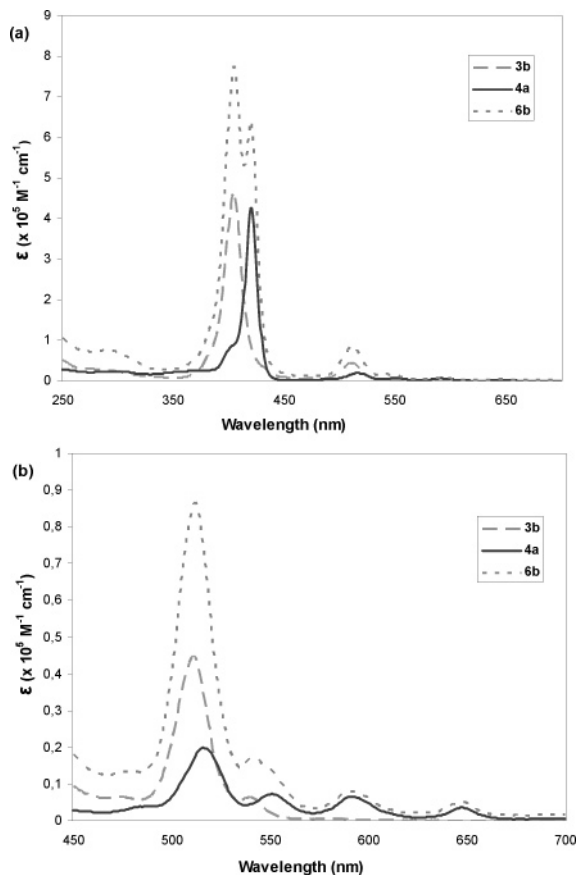 (a)
ε (x 10⁵ M⁻¹ cm⁻¹)
9
8
7
6
5
4
3
2
1
0
250 350 450 550 650
Wavelength (nm)
3b
4a
6b
(b)
ε (x 10⁵ M⁻¹ cm⁻¹)
1
0,9
0,8
0,7
0,6
0,5
0,4
0,3
0,2
0,1
0
450 500 550 600 650 700
Wavelength (nm)
3b
4a
6b